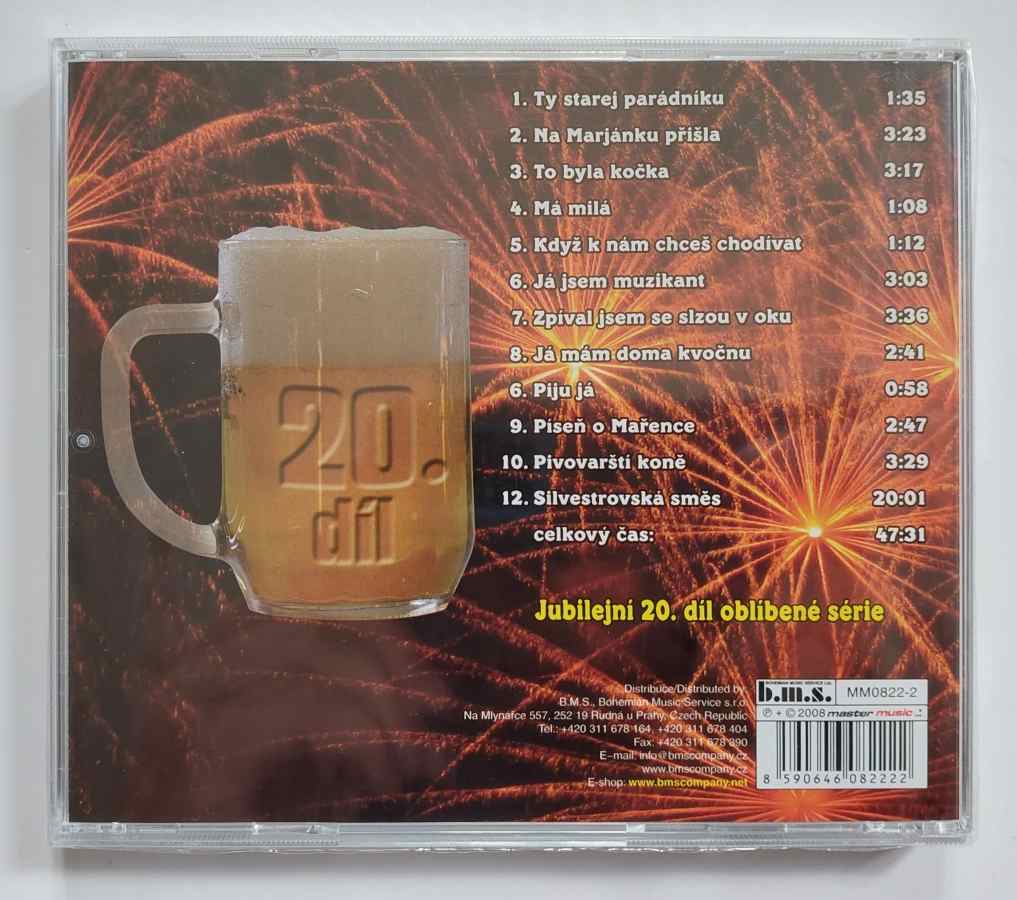 1. Ty starej parádníku 1:35
2. Na Marjánku přišla 3:23
3. To byla kočka 3:17
4. Má milá 1:08
5. Když k nám chceš chodívat 1:12
6. Já jsem muzikant 3:03
7. Zpíval jsem se slzou v oku 3:36
8. Já mám doma kvočnu 2:41
6. Piju já 0:58
9. Píseň o Mařence 2:47
10. Pivovarští koně 3:29
12. Silvestrovská směs 20:01
celkový čas: 47:31
20.
díl
Jubilejní 20. díl oblíbené série
Distribuce/Distributed by:
B.M.S., Bohemian Music Service s.r.o.
Na Mlynářce 557, 252 19 Rudná u Prahy, Czech Republic
Tel.: +420 311 678 164, +420 311 678 404
Fax: +420 311 678 390
E-mail: info@bmscompany.cz
www.bmscompany.cz
E-shop: www.bmscompany.net
BOHEMIAN MUSIC SERVICE Ltd.
b.m.s. MM0822-2
℗ + © 2008 master music
8 590646 082222